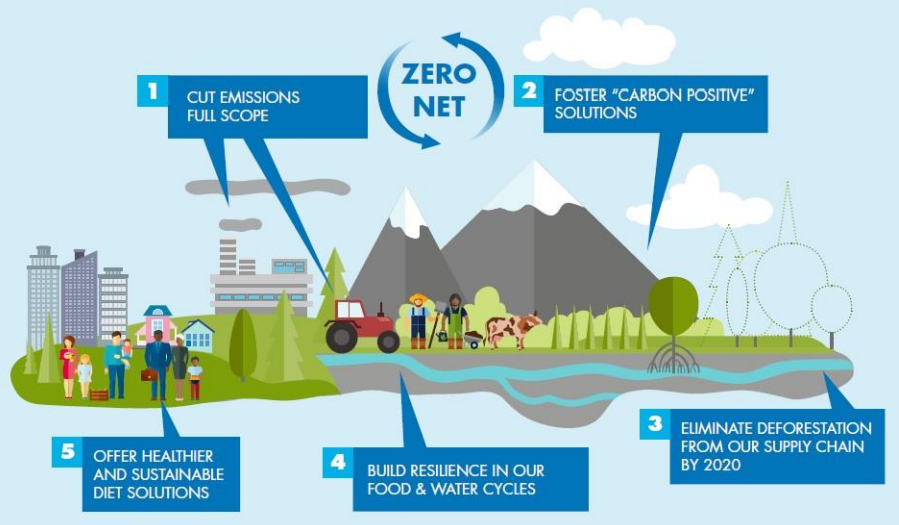 ZERO
NET
1
CUT EMISSIONS
FULL SCOPE
2
FOSTER “CARBON POSITIVE”
SOLUTIONS
3
ELIMINATE DEFORESTATION
FROM OUR SUPPLY CHAIN
BY 2020
4
BUILD RESILIENCE IN OUR
FOOD & WATER CYCLES
5
OFFER HEALTHIER
AND SUSTAINABLE
DIET SOLUTIONS